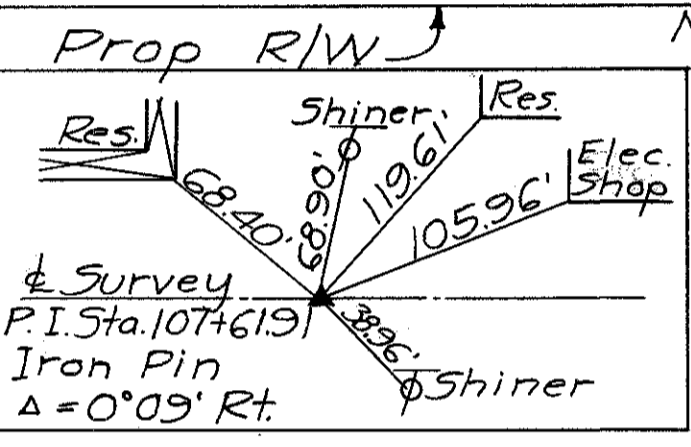 Prop R/W
N
Res.
Shiner
Res.
Elec.
Shop
68.40'
68.90'
119.61'
105.96'
℄ Survey
P.I. Sta. 107+61.91
Iron Pin
Δ = 0°09' Rt.
38.96'
Shiner